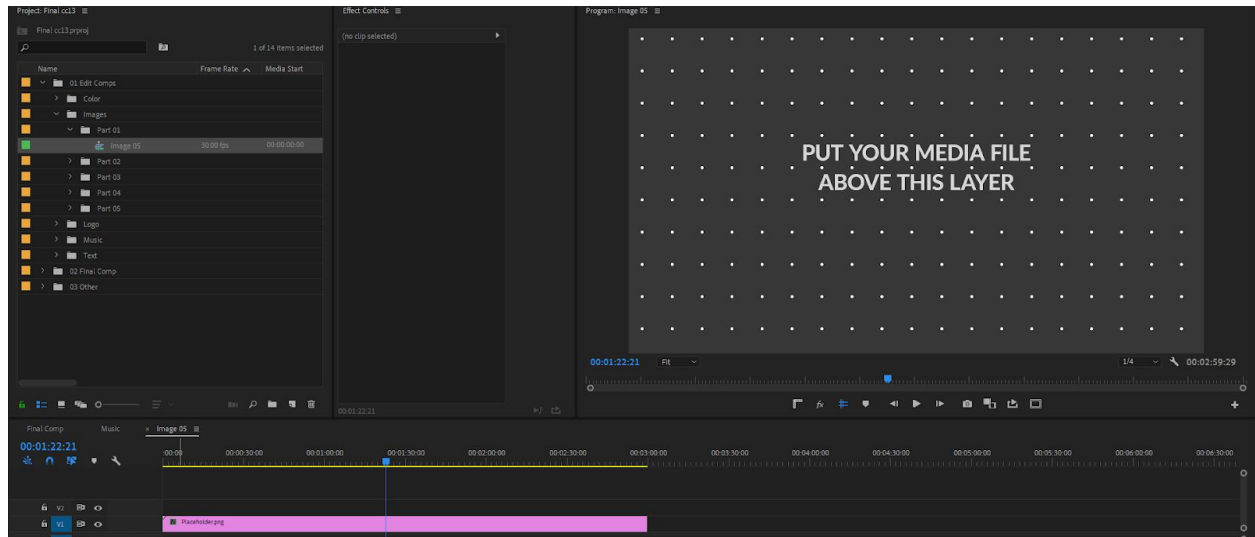 Project: Final cc13
Final cc13.prproj
1 of 14 Items selected
Name Frame Rate Media Start
01 Edit Comps
Color
Images
Part 01
Image 05 30.00 fps 00:00:00:00
Part 02
Part 03
Part 04
Part 05
Logo
Music
Text
02 Final Comp
03 Other
Effect Controls
(no clip selected)
00:01:22:21
Program: Image 05
PUT YOUR MEDIA FILE
ABOVE THIS LAYER
00:01:22:21 Fit 1/4 00:02:59:29
fx
Final Comp Music × Image 05
00:01:22:21
:00:00 00:00:30:00 00:01:00:00 00:01:30:00 00:02:00:00 00:02:30:00 00:03:00:00 00:03:30:00 00:04:00:00 00:04:30:00 00:05:00:00 00:05:30:00 00:06:00:00 00:06:30:00
V2
V1 Placeholder.png